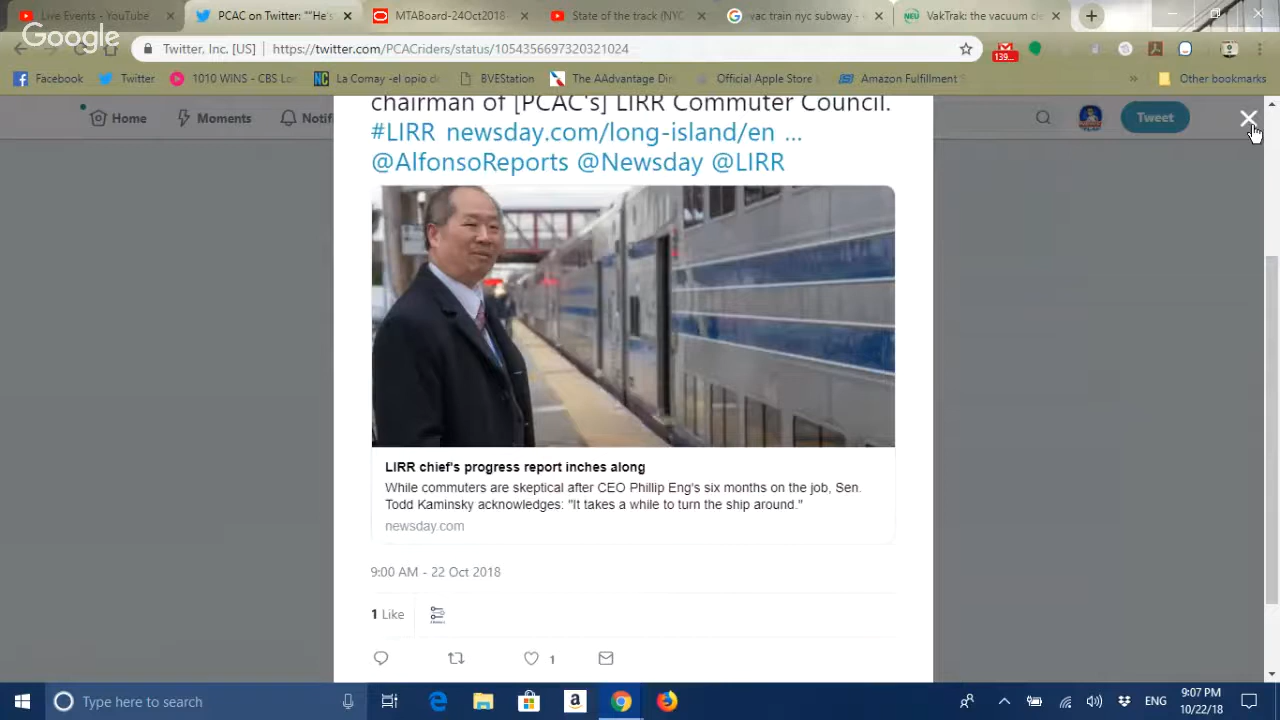 Live Events - YouTube
PCAC on Twitter: "“He's
MTABoard-24Oct2018-
State of the track (NYC
vac train nyc subway -
VakTrak: the vacuum cle
Google
Twitter, Inc. [US]
https://twitter.com/PCACriders/status/1054356697320321024
139...
Facebook
Twitter
1010 WINS - CBS Lo
La Comay -el opio d
BVEStation
The AAdvantage Din
Official Apple Store
Amazon Fulfillment S
»
Other bookmarks
Home
Moments
Notifi
Tweet
chairman of [PCAC's] LIRR Commuter Council.
#LIRR newsday.com/long-island/en …
@AlfonsoReports @Newsday @LIRR
LIRR chief's progress report inches along
While commuters are skeptical after CEO Phillip Eng's six months on the job, Sen.
Todd Kaminsky acknowledges: "It takes a while to turn the ship around."
newsday.com
9:00 AM - 22 Oct 2018
1 Like
1
Type here to search
ENG
9:07 PM
10/22/18